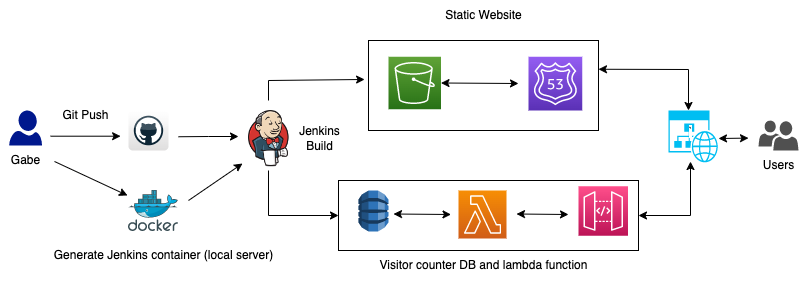 Static Website
53
Git Push
Jenkins
Build
Gabe
Users
docker
Generate Jenkins container (local server)
Visitor counter DB and lambda function